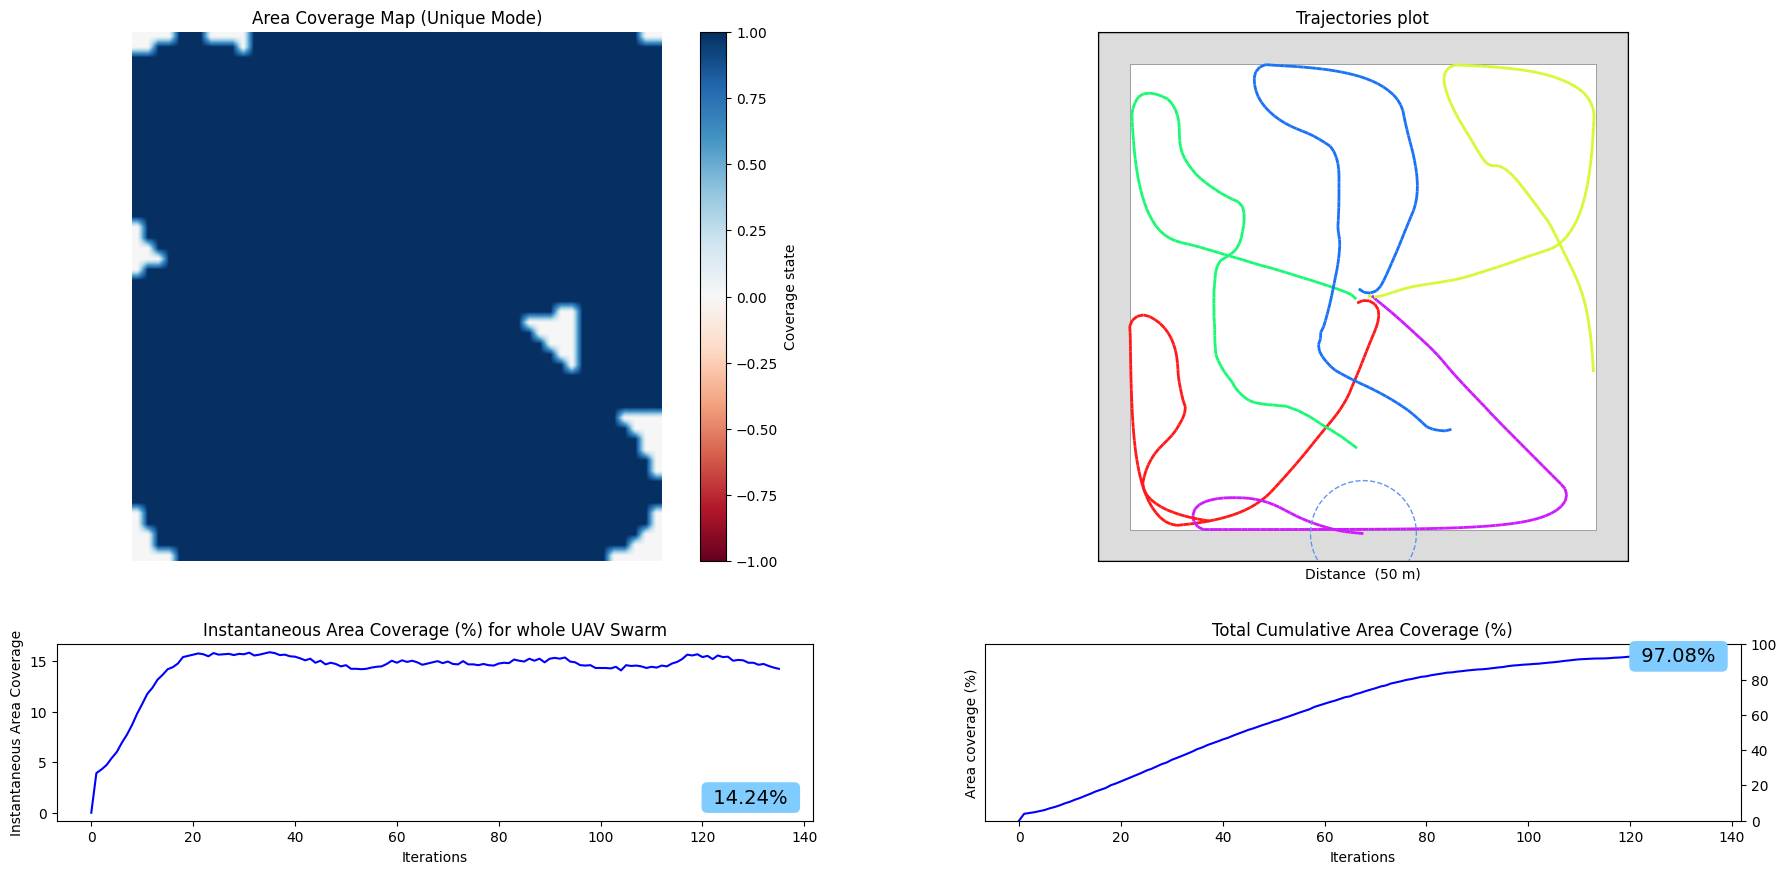 Area Coverage Map (Unique Mode)
1.00
0.75
0.50
0.25
0.00
−0.25
−0.50
−0.75
−1.00
Coverage state
Trajectories plot
Distance  (50 m)
Instantaneous Area Coverage (%) for whole UAV Swarm
Instantaneous Area Coverage
15
10
5
0
14.24%
0 20 40 60 80 100 120 140
Iterations
Total Cumulative Area Coverage (%)
Area coverage (%)
97.08%
100
80
60
40
20
0
0 20 40 60 80 100 120 140
Iterations